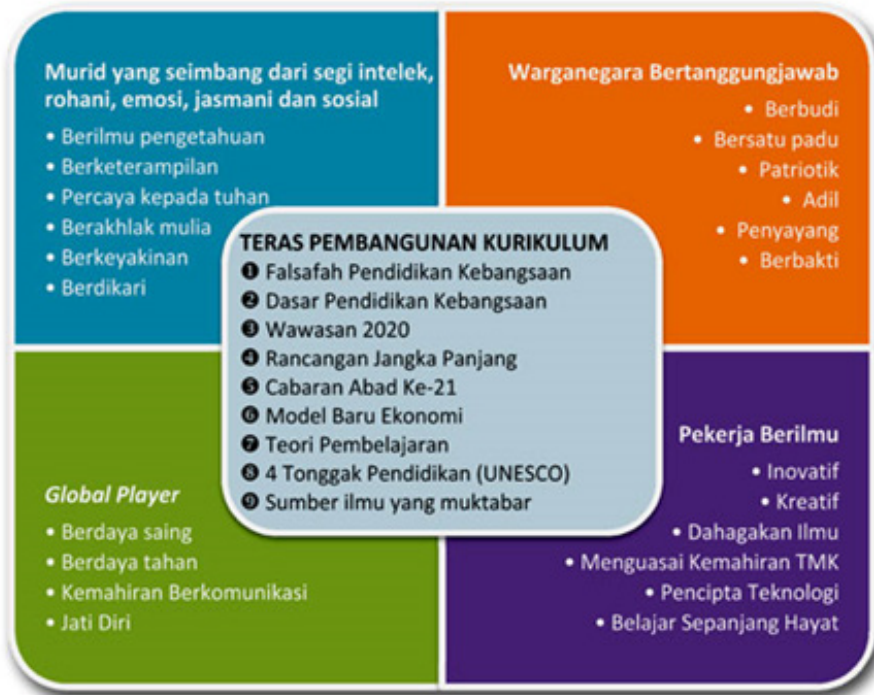 Murid yang seimbang dari segi intelek,
rohani, emosi, jasmani dan sosial
• Berilmu pengetahuan
• Berketerampilan
• Percaya kepada tuhan
• Berakhlak mulia
• Berkeyakinan
• Berdikari
Warganegara Bertanggungjawab
• Berbudi
• Bersatu padu
• Patriotik
• Adil
• Penyayang
• Berbakti
TERAS PEMBANGUNAN KURIKULUM
❶ Falsafah Pendidikan Kebangsaan
❷ Dasar Pendidikan Kebangsaan
❸ Wawasan 2020
❹ Rancangan Jangka Panjang
❺ Cabaran Abad Ke-21
❻ Model Baru Ekonomi
❼ Teori Pembelajaran
❽ 4 Tonggak Pendidikan (UNESCO)
❾ Sumber ilmu yang muktabar
Global Player
• Berdaya saing
• Berdaya tahan
• Kemahiran Berkomunikasi
• Jati Diri
Pekerja Berilmu
• Inovatif
• Kreatif
• Dahagakan Ilmu
• Menguasai Kemahiran TMK
• Pencipta Teknologi
• Belajar Sepanjang Hayat